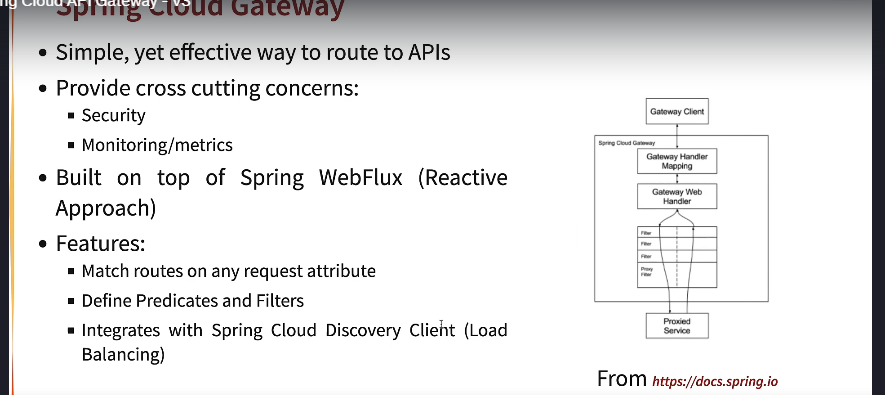 ng Cloud API Gateway - VS
Spring Cloud Gateway
• Simple, yet effective way to route to APIs
• Provide cross cutting concerns:
▪ Security
▪ Monitoring/metrics
• Built on top of Spring WebFlux (Reactive
Approach)
• Features:
▪ Match routes on any request attribute
▪ Define Predicates and Filters
▪ Integrates with Spring Cloud Discovery Client (Load
Balancing)
Gateway Client
Spring Cloud Gateway
Gateway Handler
Mapping
Gateway Web
Handler
Filter
Filter
Filter
Proxy
Filter
Proxied
Service
From https://docs.spring.io